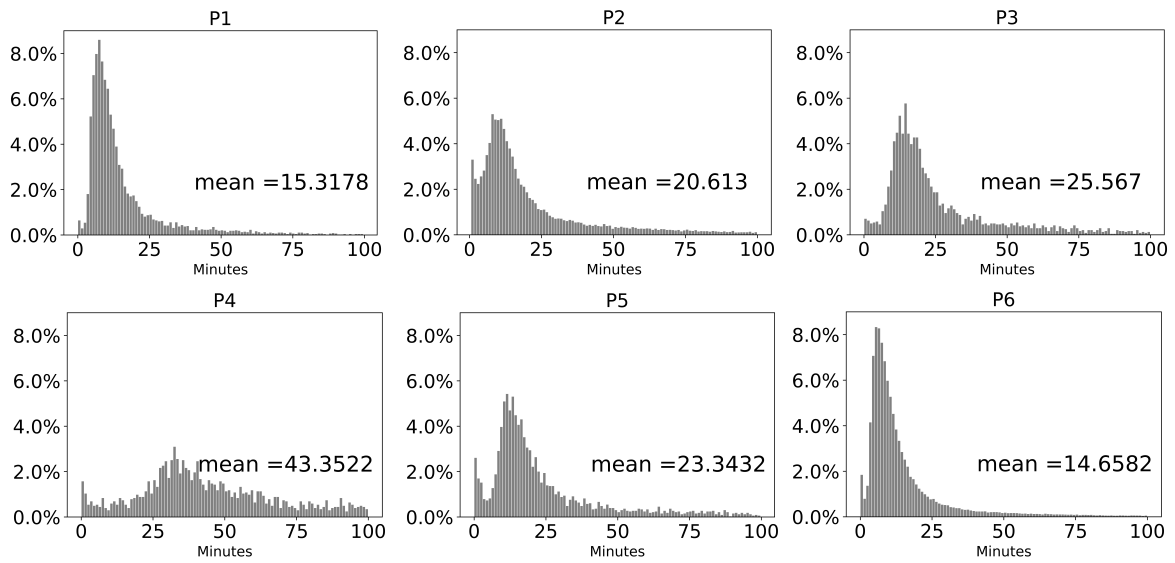 P1
8.0%
6.0%
4.0%
2.0%
0.0%
mean =15.3178
0 25 50 75 100
Minutes
P2
8.0%
6.0%
4.0%
2.0%
0.0%
mean =20.613
0 25 50 75 100
Minutes
P3
8.0%
6.0%
4.0%
2.0%
0.0%
mean =25.567
0 25 50 75 100
Minutes
P4
8.0%
6.0%
4.0%
2.0%
0.0%
mean =43.3522
0 25 50 75 100
Minutes
P5
8.0%
6.0%
4.0%
2.0%
0.0%
mean =23.3432
0 25 50 75 100
Minutes
P6
8.0%
6.0%
4.0%
2.0%
0.0%
mean =14.6582
0 25 50 75 100
Minutes